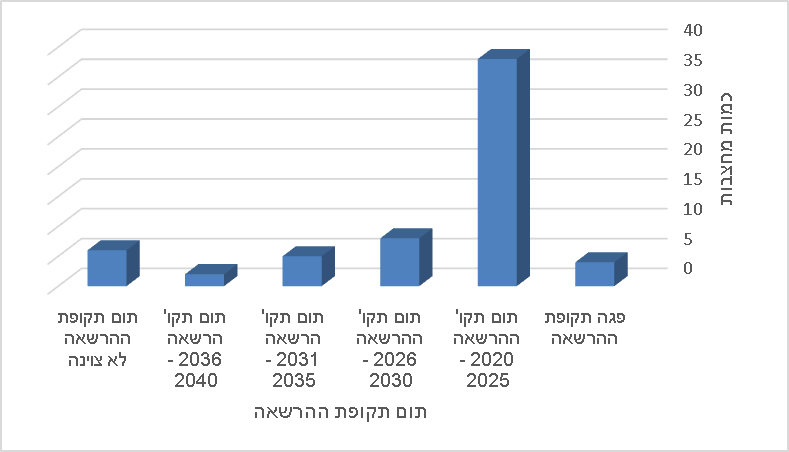 40
35
30
25
20
15
10
5
0
כמות מחצבות
פגה תקופת
ההרשאה
תום תקו'
ההרשאה
2020 -
2025
תום תקו'
ההרשאה
2026 -
2030
תום תקו'
הרשאה
2031 -
2035
תום תקו'
הרשאה
2036 -
2040
תום תקופת
ההרשאה
לא צוינה
תום תקופת ההרשאה